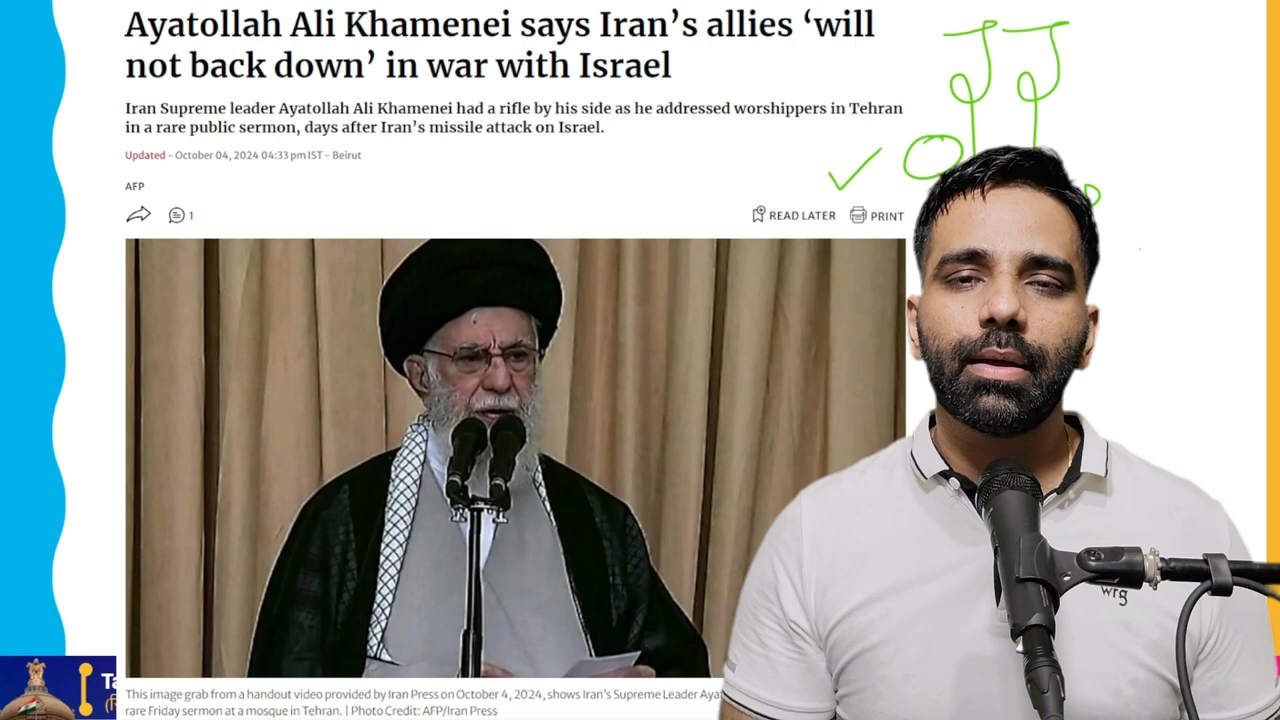 Ayatollah Ali Khamenei says Iran’s allies ‘will
not back down’ in war with Israel
Iran Supreme leader Ayatollah Ali Khamenei had a rifle by his side as he addressed worshippers in Tehran
in a rare public sermon, days after Iran’s missile attack on Israel.
Updated - October 04, 2024 04:33 pm IST - Beirut
AFP
1
READ LATER PRINT
wrg
This image grab from a handout video provided by Iran Press on October 4, 2024, shows Iran’s Supreme Leader Aya
rare Friday sermon at a mosque in Tehran. | Photo Credit: AFP/Iran Press